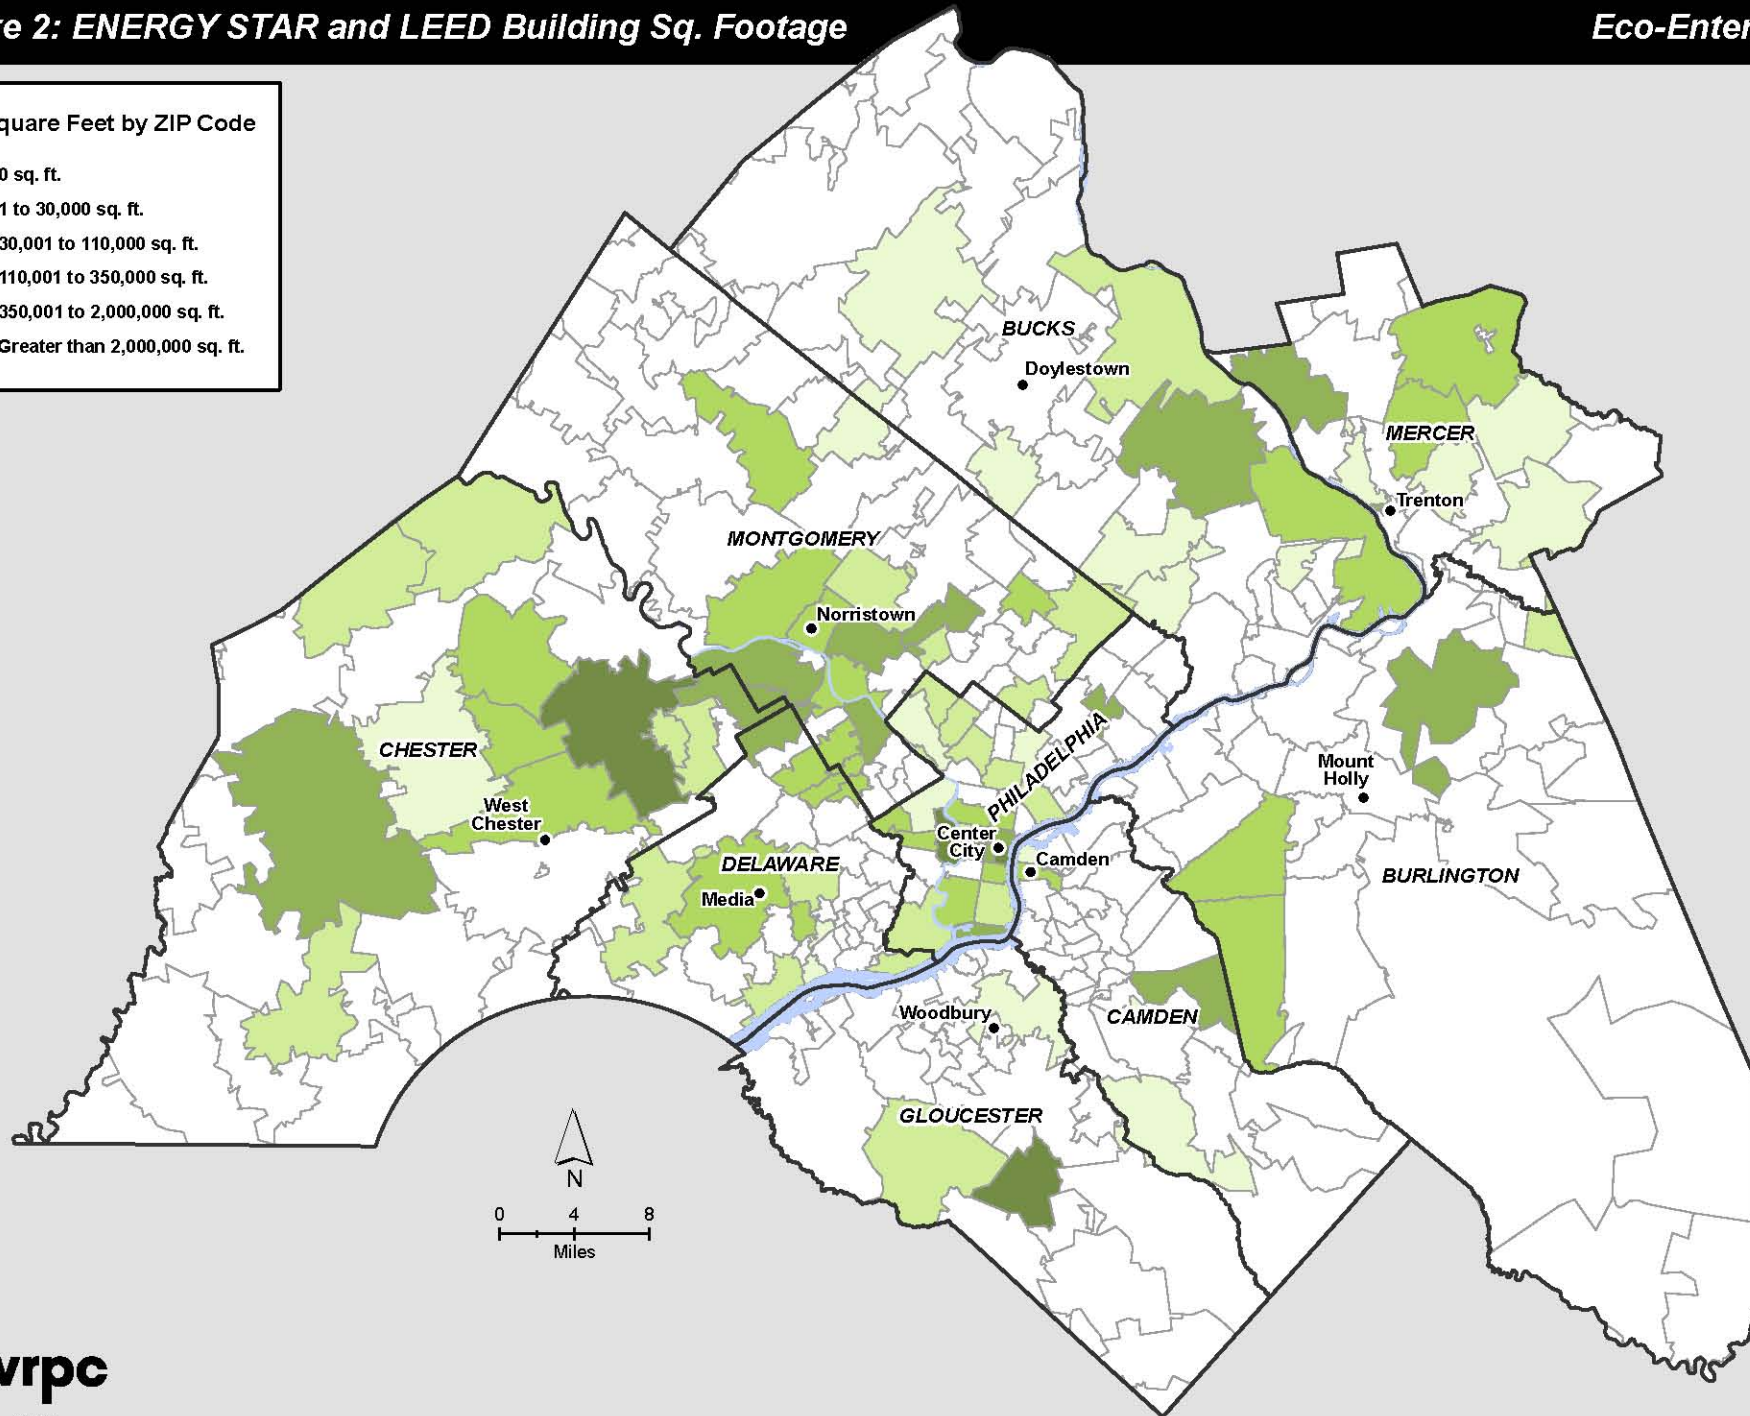 re 2: ENERGY STAR and LEED Building Sq. Footage
Eco-Enter
quare Feet by ZIP Code
0 sq. ft.
1 to 30,000 sq. ft.
30,001 to 110,000 sq. ft.
110,001 to 350,000 sq. ft.
350,001 to 2,000,000 sq. ft.
Greater than 2,000,000 sq. ft.
BUCKS
Doylestown
MERCER
Trenton
MONTGOMERY
Norristown
CHESTER
West
Chester
PHILADELPHIA
Center
City
Camden
Mount
Holly
BURLINGTON
DELAWARE
Media
Woodbury
CAMDEN
GLOUCESTER
N
0 4 8
Miles
vrpc